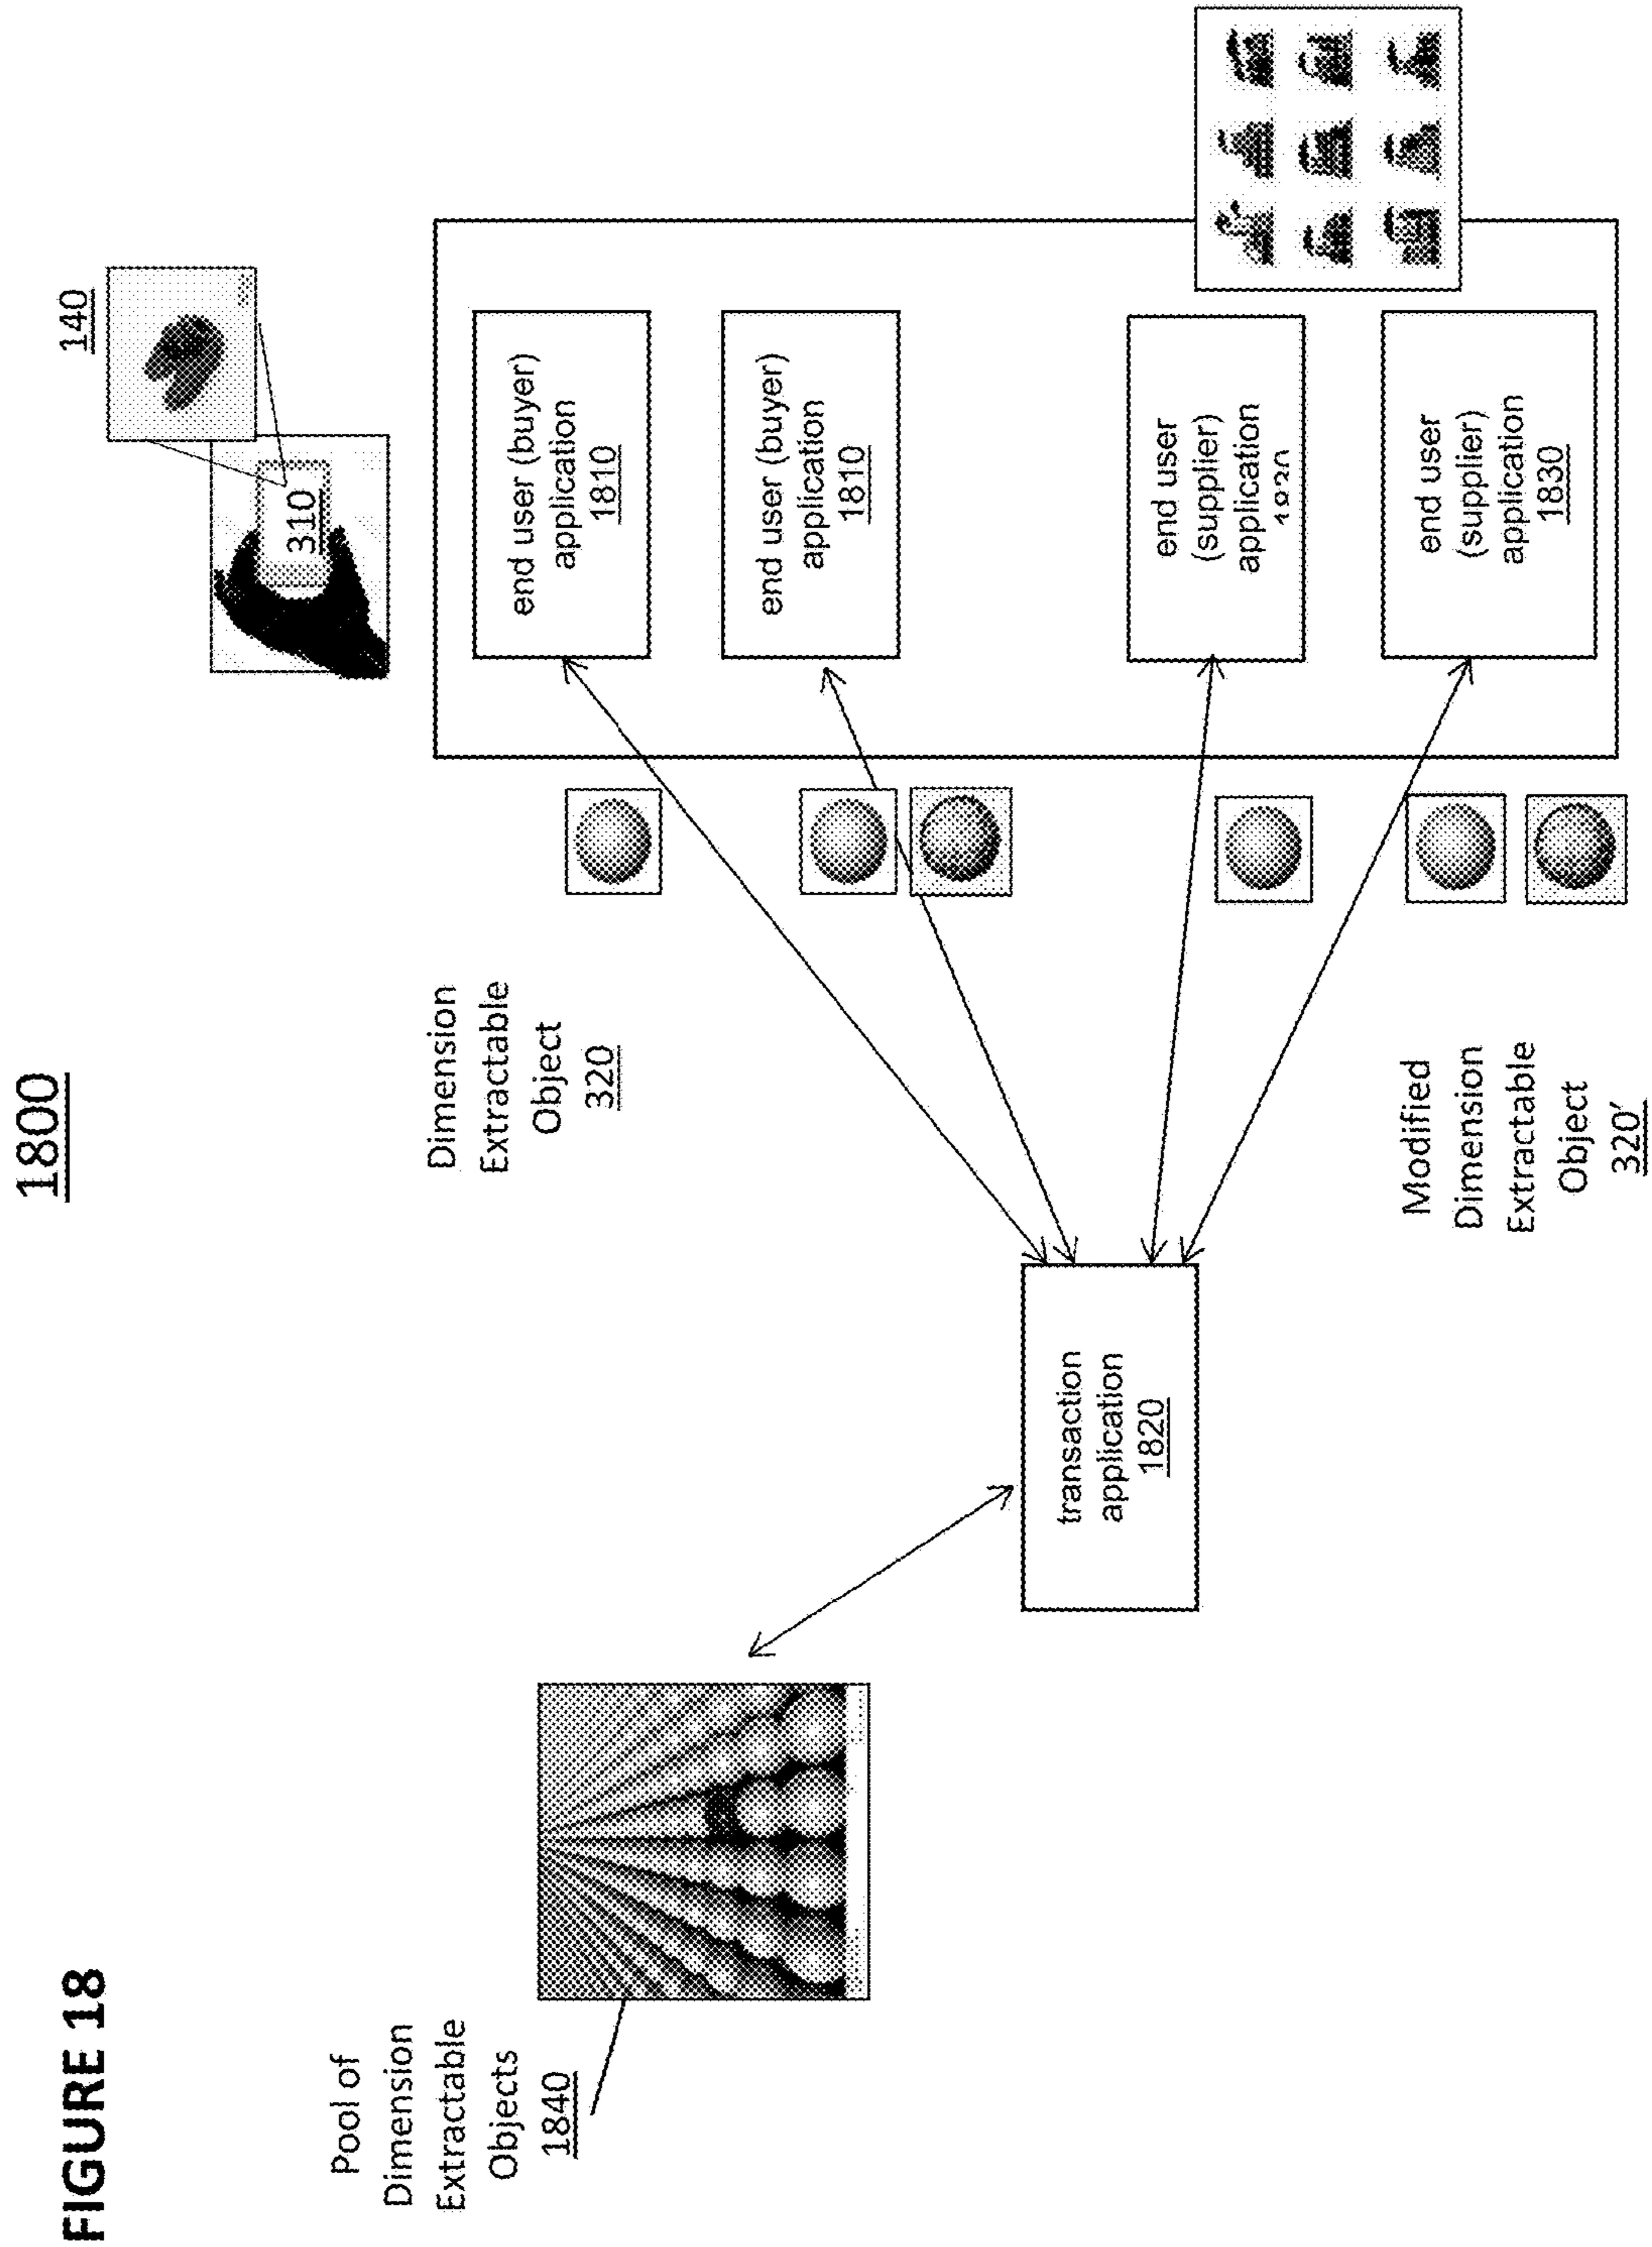 FIGURE 18
1800
Pool of
Dimension
Extractable
Objects
1840
transaction
application
1820
Dimension
Extractable
Object
320
Modified
Dimension
Extractable
Object
320'
140
310
end user (buyer)
application
1810
end user (buyer)
application
1810
end user
(supplier)
application
end user
(supplier)
application
1830